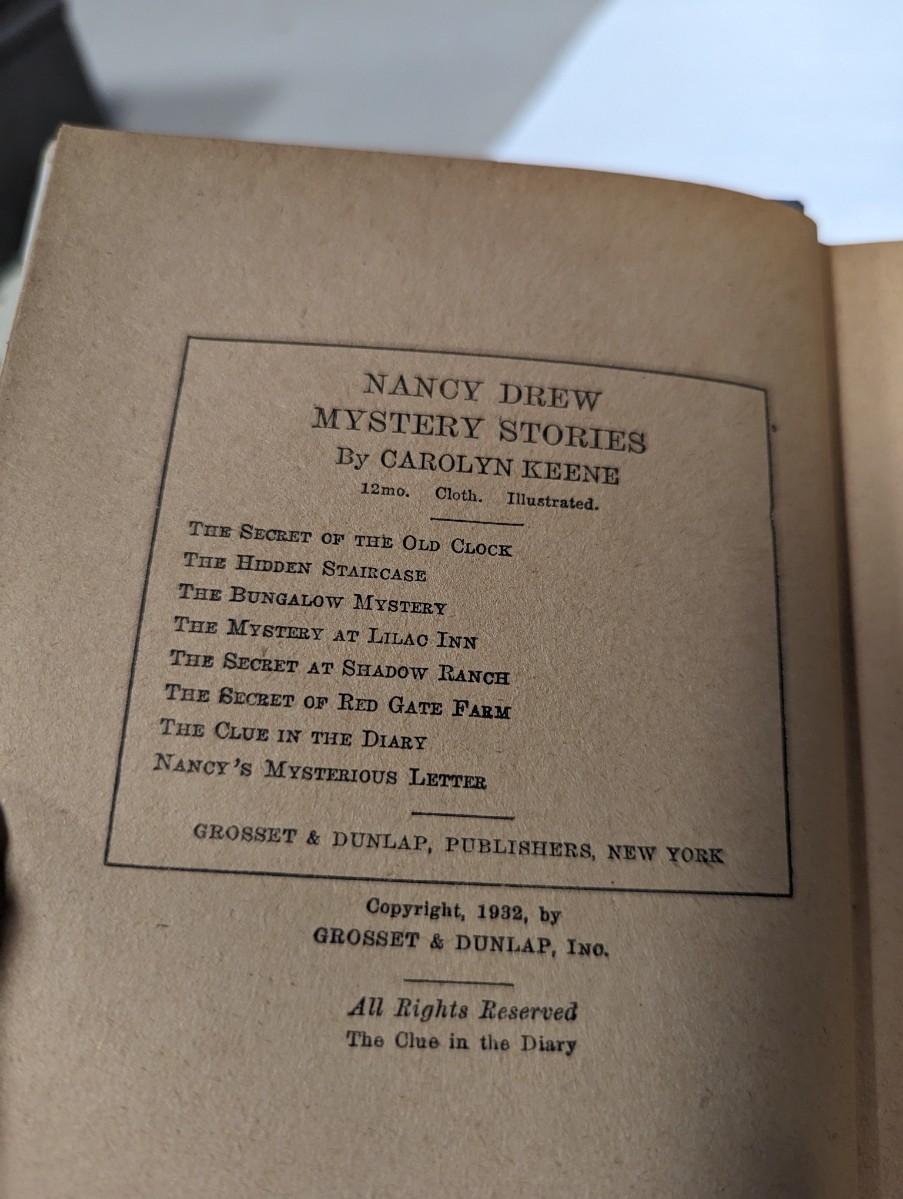 NANCY DREW
MYSTERY STORIES
By CAROLYN KEENE
12mo. Cloth. Illustrated.
THE SECRET OF THE OLD CLOCK
THE HIDDEN STAIRCASE
THE BUNGALOW MYSTERY
THE MYSTERY AT LILAC INN
THE SECRET AT SHADOW RANCH
THE SECRET OF RED GATE FARM
THE CLUE IN THE DIARY
NANCY'S MYSTERIOUS LETTER
GROSSET & DUNLAP, PUBLISHERS, NEW YORK
Copyright, 1932, by
GROSSET & DUNLAP, INC.
All Rights Reserved
The Clue in the Diary